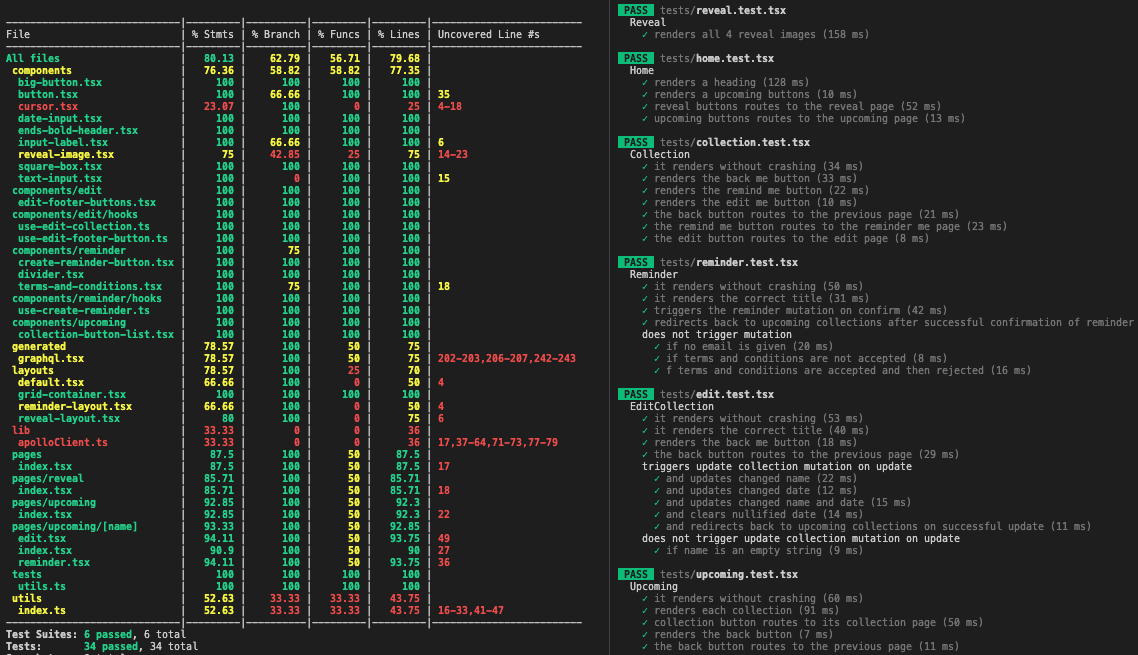 File | % Stmts | % Branch | % Funcs | % Lines | Uncovered Line #s
All files | 80.13 | 62.79 | 56.71 | 79.68 |
components | 76.36 | 58.82 | 58.82 | 77.35 |
big-button.tsx | 100 | 100 | 100 | 100 |
button.tsx | 100 | 66.66 | 100 | 100 | 35
cursor.tsx | 23.07 | 100 | 0 | 25 | 4-18
date-input.tsx | 100 | 100 | 100 | 100 |
ends-bold-header.tsx | 100 | 100 | 100 | 100 |
input-label.tsx | 100 | 66.66 | 100 | 100 | 6
reveal-image.tsx | 75 | 42.85 | 25 | 75 | 14-23
square-box.tsx | 100 | 100 | 100 | 100 |
text-input.tsx | 100 | 0 | 100 | 100 | 15
components/edit | 100 | 100 | 100 | 100 |
edit-footer-buttons.tsx | 100 | 100 | 100 | 100 |
components/edit/hooks | 100 | 100 | 100 | 100 |
use-edit-collection.ts | 100 | 100 | 100 | 100 |
use-edit-footer-button.ts | 100 | 100 | 100 | 100 |
components/reminder | 100 | 75 | 100 | 100 |
create-reminder-button.tsx | 100 | 100 | 100 | 100 |
divider.tsx | 100 | 100 | 100 | 100 |
terms-and-conditions.tsx | 100 | 75 | 100 | 100 | 18
components/reminder/hooks | 100 | 100 | 100 | 100 |
use-create-reminder.ts | 100 | 100 | 100 | 100 |
components/upcoming | 100 | 100 | 100 | 100 |
collection-button-list.tsx | 100 | 100 | 100 | 100 |
generated | 78.57 | 100 | 50 | 75 |
graphql.tsx | 78.57 | 100 | 50 | 75 | 202-203,206-207,242-243
layouts | 78.57 | 100 | 25 | 70 |
default.tsx | 66.66 | 100 | 0 | 50 | 4
grid-container.tsx | 100 | 100 | 100 | 100 |
reminder-layout.tsx | 66.66 | 100 | 0 | 50 | 4
reveal-layout.tsx | 80 | 100 | 0 | 75 | 6
lib | 33.33 | 0 | 0 | 36 |
apolloClient.ts | 33.33 | 0 | 0 | 36 | 17,37-64,71-73,77-79
pages | 87.5 | 100 | 50 | 87.5 |
index.tsx | 87.5 | 100 | 50 | 87.5 | 17
pages/reveal | 85.71 | 100 | 50 | 85.71 |
index.tsx | 85.71 | 100 | 50 | 85.71 | 18
pages/upcoming | 92.85 | 100 | 50 | 92.3 |
index.tsx | 92.85 | 100 | 50 | 92.3 | 22
pages/upcoming/[name] | 93.33 | 100 | 50 | 92.85 |
edit.tsx | 94.11 | 100 | 50 | 93.75 | 49
index.tsx | 90.9 | 100 | 50 | 90 | 27
reminder.tsx | 94.11 | 100 | 50 | 93.75 | 36
tests | 100 | 100 | 100 | 100 |
utils.ts | 100 | 100 | 100 | 100 |
utils | 52.63 | 33.33 | 33.33 | 43.75 |
index.ts | 52.63 | 33.33 | 33.33 | 43.75 | 16-33,41-47
Test Suites: 6 passed, 6 total
Tests: 34 passed, 34 total
PASS tests/reveal.test.tsx
Reveal
✓ renders all 4 reveal images (158 ms)
PASS tests/home.test.tsx
Home
✓ renders a heading (128 ms)
✓ renders a upcoming buttons (10 ms)
✓ reveal buttons routes to the reveal page (52 ms)
✓ upcoming buttons routes to the upcoming page (13 ms)
PASS tests/collection.test.tsx
Collection
✓ it renders without crashing (34 ms)
✓ renders the back me button (33 ms)
✓ renders the remind me button (22 ms)
✓ renders the edit me button (10 ms)
✓ the back button routes to the previous page (21 ms)
✓ the remind me button routes to the reminder me page (23 ms)
✓ the edit button routes to the edit page (8 ms)
PASS tests/reminder.test.tsx
Reminder
✓ it renders without crashing (50 ms)
✓ it renders the correct title (31 ms)
✓ triggers the reminder mutation on confirm (42 ms)
✓ redirects back to upcoming collections after successful confirmation of reminder
does not trigger mutation
✓ if no email is given (20 ms)
✓ if terms and conditions are not accepted (8 ms)
✓ f terms and conditions are accepted and then rejected (16 ms)
PASS tests/edit.test.tsx
EditCollection
✓ it renders without crashing (53 ms)
✓ it renders the correct title (40 ms)
✓ renders the back me button (18 ms)
✓ the back button routes to the previous page (29 ms)
triggers update collection mutation on update
✓ and updates changed name (22 ms)
✓ and updates changed date (12 ms)
✓ and updates changed name and date (15 ms)
✓ and clears nullified date (14 ms)
✓ and redirects back to upcoming collections on successful update (11 ms)
does not trigger update collection mutation on update
✓ if name is an empty string (9 ms)
PASS tests/upcoming.test.tsx
Upcoming
✓ it renders without crashing (60 ms)
✓ renders each collection (91 ms)
✓ collection button routes to its collection page (50 ms)
✓ renders the back button (7 ms)
✓ the back button routes to the previous page (11 ms)